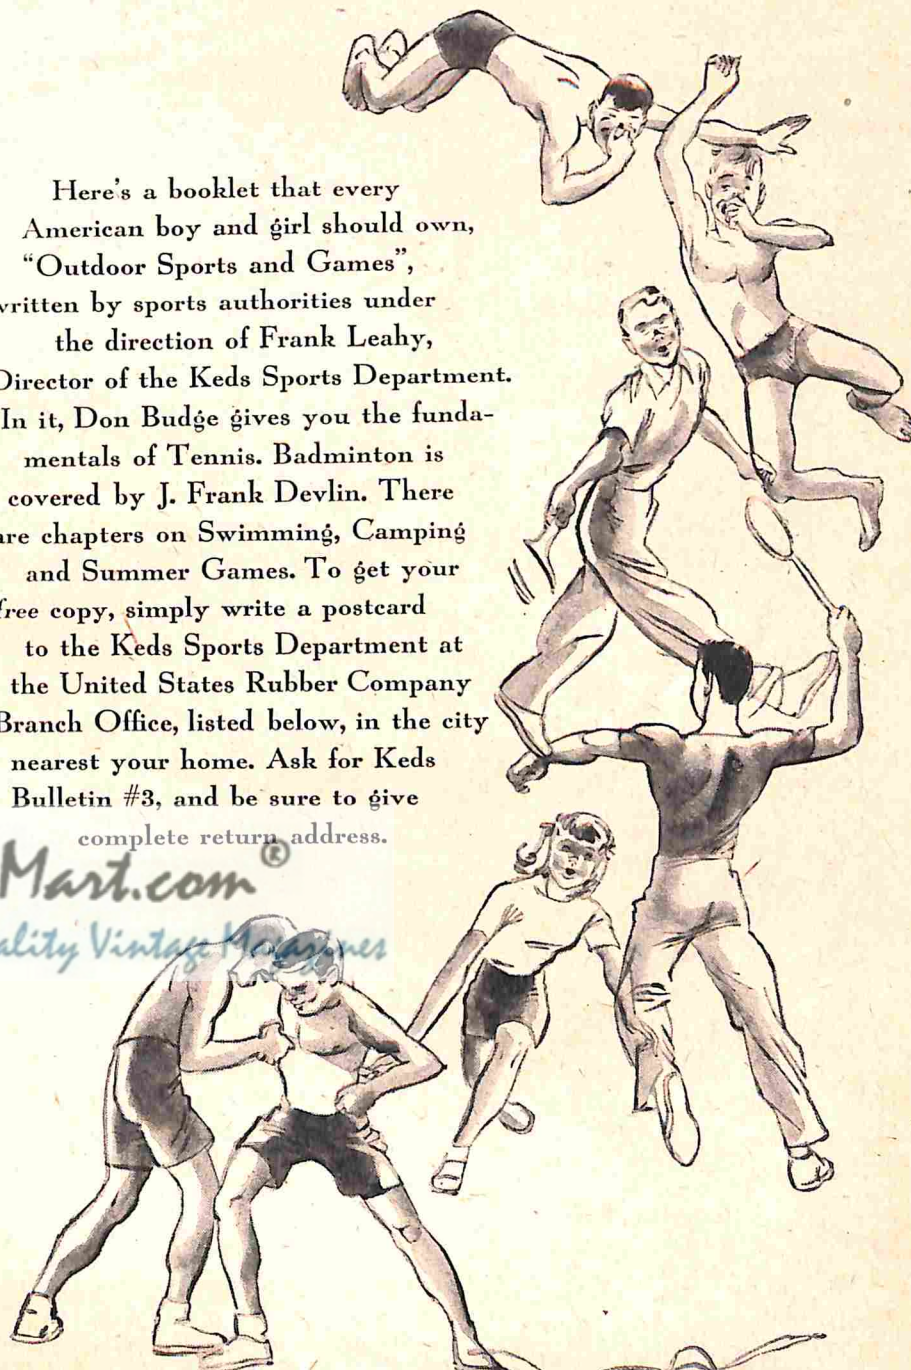 Here's a booklet that every
American boy and girl should own,
"Outdoor Sports and Games",
written by sports authorities under
the direction of Frank Leahy,
Director of the Keds Sports Department.
In it, Don Budge gives you the funda-
mentals of Tennis. Badminton is
covered by J. Frank Devlin. There
are chapters on Swimming, Camping
and Summer Games. To get your
free copy, simply write a postcard
to the Keds Sports Department at
the United States Rubber Company
Branch Office, listed below, in the city
nearest your home. Ask for Keds
Bulletin #3, and be sure to give
complete return address.
Mart.com®
ality Vintage Magazines